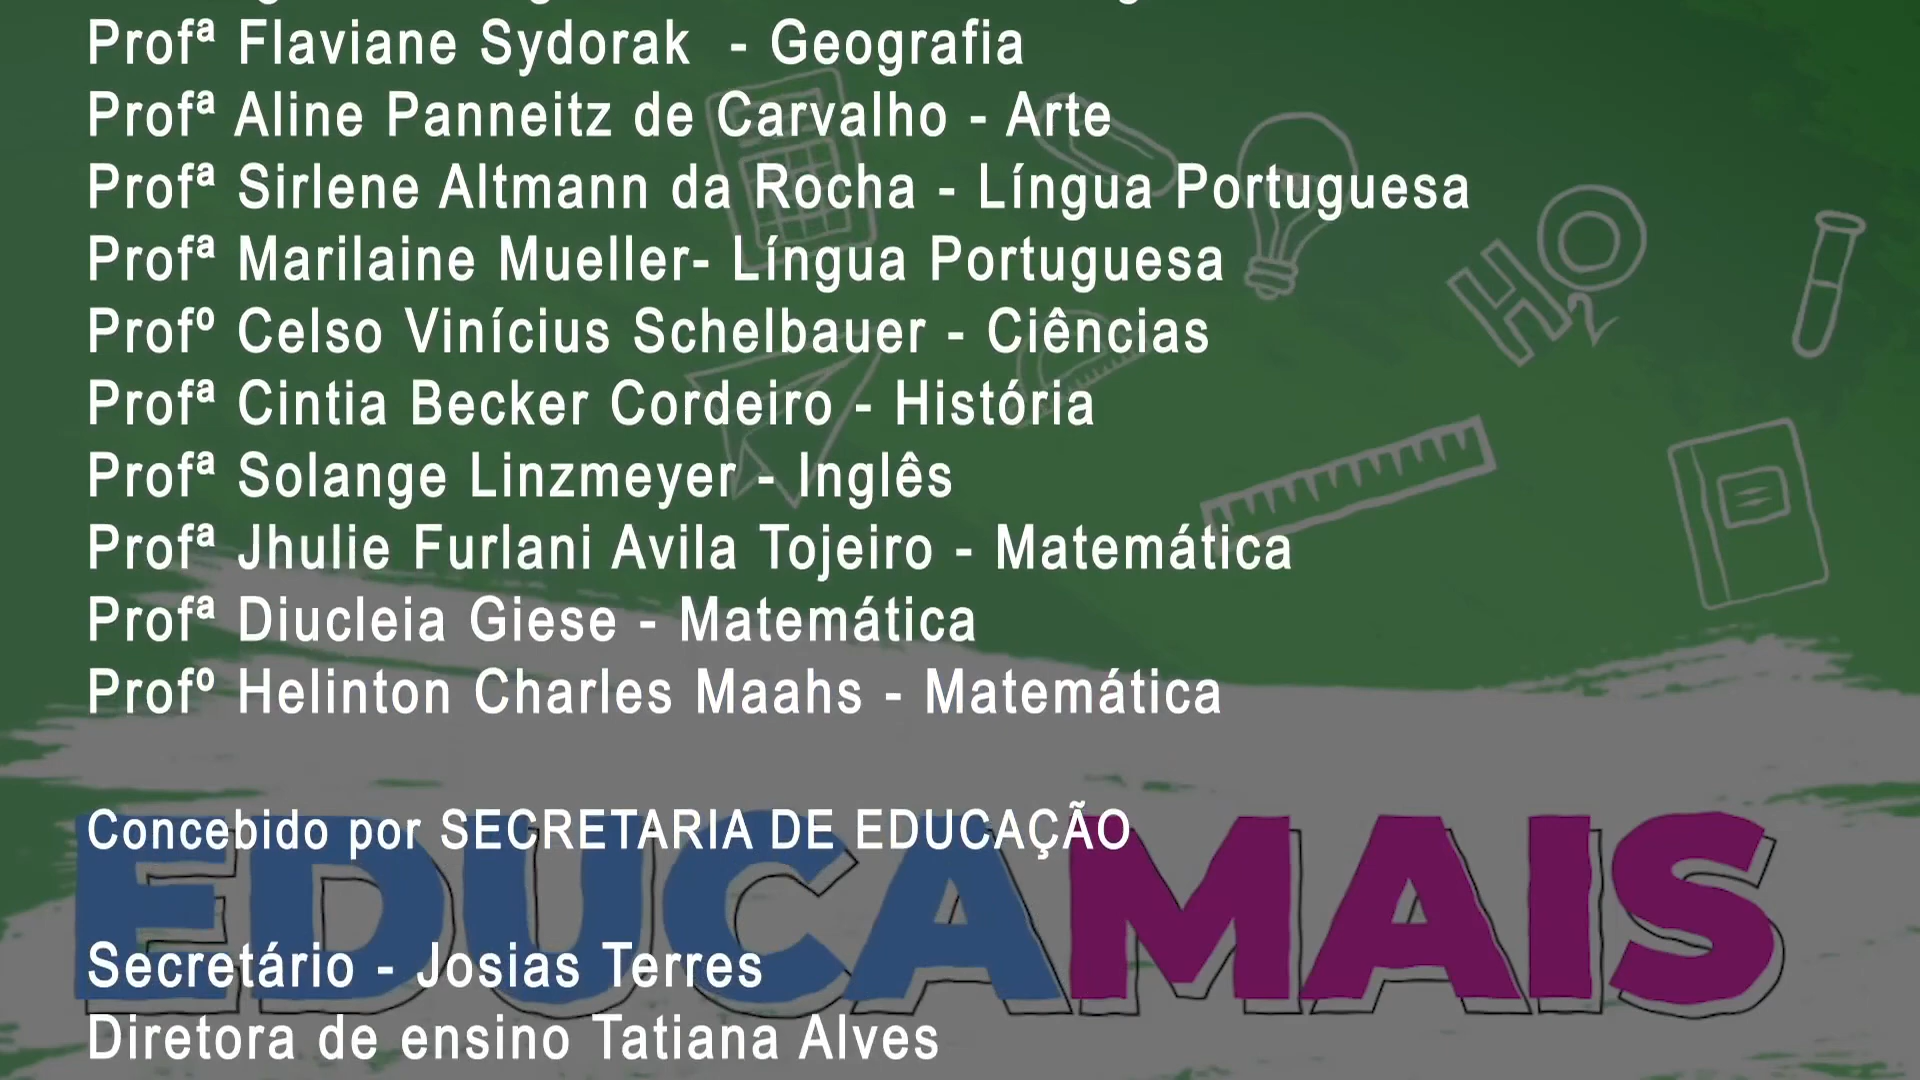 Profª Flaviane Sydorak - Geografia
Profª Aline Panneitz de Carvalho - Arte
Profª Sirlene Altmann da Rocha - Língua Portuguesa
Profª Marilaine Mueller- Língua Portuguesa
Profº Celso Vinícius Schelbauer - Ciências
Profª Cintia Becker Cordeiro - História
Profª Solange Linzmeyer - Inglês
Profª Jhulie Furlani Avila Tojeiro - Matemática
Profª Diucleia Giese - Matemática
Profº Helinton Charles Maahs - Matemática
Concebido por SECRETARIA DE EDUCAÇÃO
Secretário - Josias Terres
Diretora de ensino Tatiana Alves
EDUCAMAIS
H2O